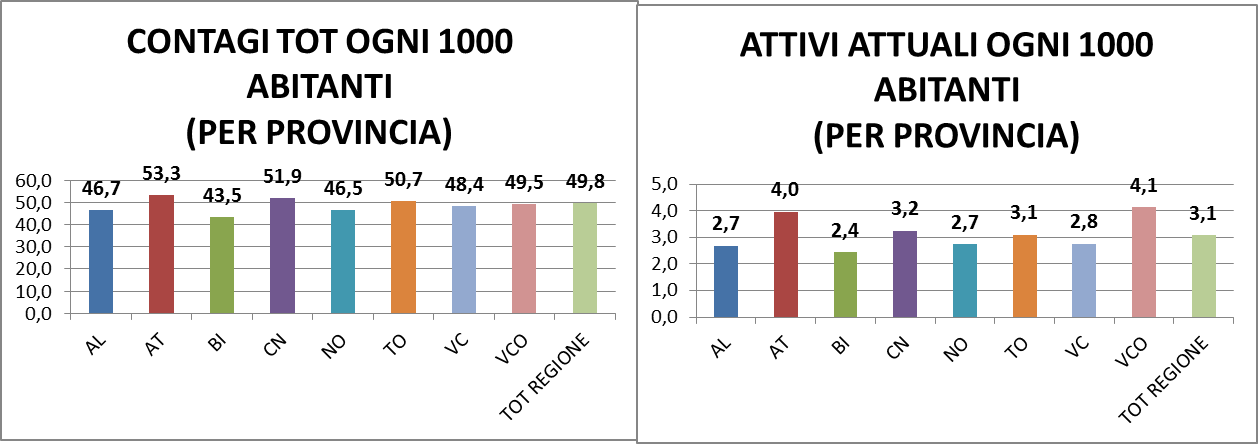 CONTAGI TOT OGNI 1000
ABITANTI
(PER PROVINCIA)
60,0
50,0
40,0
30,0
20,0
10,0
0,0
46,7
53,3
43,5
51,9
46,5
50,7
48,4
49,5
49,8
AL
AT
BI
CN
NO
TO
VC
VCO
TOT REGIONE
ATTIVI ATTUALI OGNI 1000
ABITANTI
(PER PROVINCIA)
5,0
4,0
3,0
2,0
1,0
0,0
2,7
4,0
2,4
3,2
2,7
3,1
2,8
4,1
3,1
AL
AT
BI
CN
NO
TO
VC
VCO
TOT REGIONE